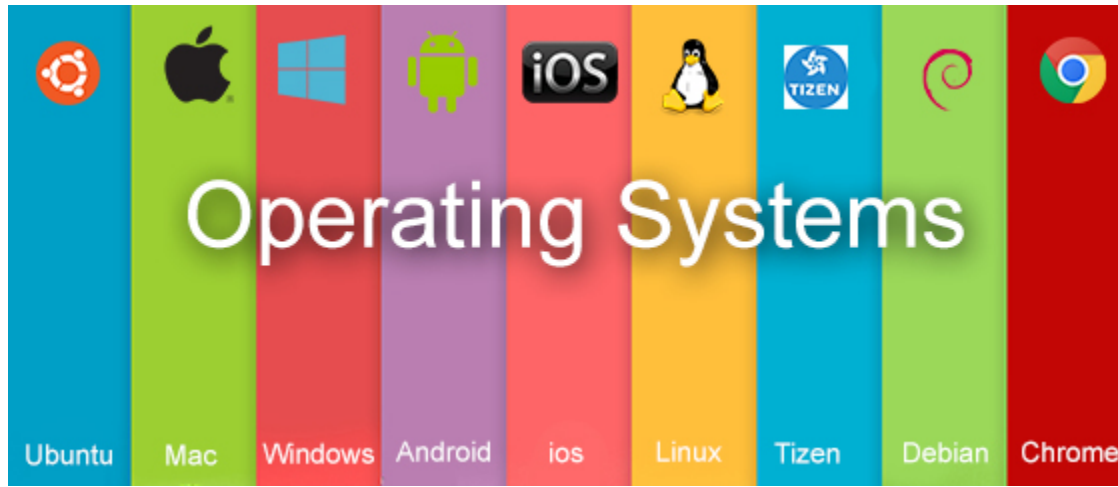 iOS
TIZEN
Operating Systems
Ubuntu Mac Windows Android ios Linux Tizen Debian Chrome